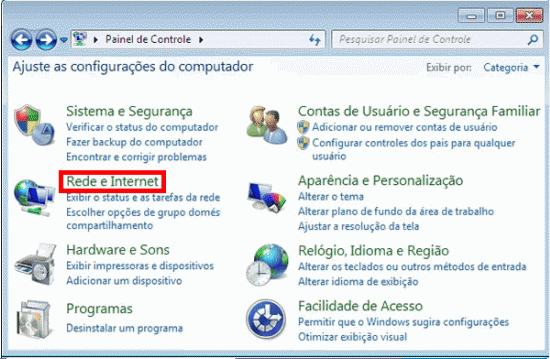 Painel de Controle
Pesquisar Painel de Controle
Ajuste as configurações do computador
Exibir por: Categoria
Sistema e Segurança
Verificar o status do computador
Fazer backup do computador
Encontrar e corrigir problemas
Rede e Internet
Exibir o status e as tarefas da rede
Escolher opções de grupo domés
compartilhamento
Hardware e Sons
Exibir impressoras e dispositivos
Adicionar um dispositivo
Programas
Desinstalar um programa
Contas de Usuário e Segurança Familiar
Adicionar ou remover contas de usuário
Configurar controles dos pais para qualquer
usuário
Aparência e Personalização
Alterar o tema
Alterar plano de fundo da área de trabalho
Ajustar a resolução da tela
Relógio, Idioma e Região
Alterar os teclados ou outros métodos de entrada
Alterar idioma de exibição
Facilidade de Acesso
Permitir que o Windows sugira configurações
Otimizar exibição visual